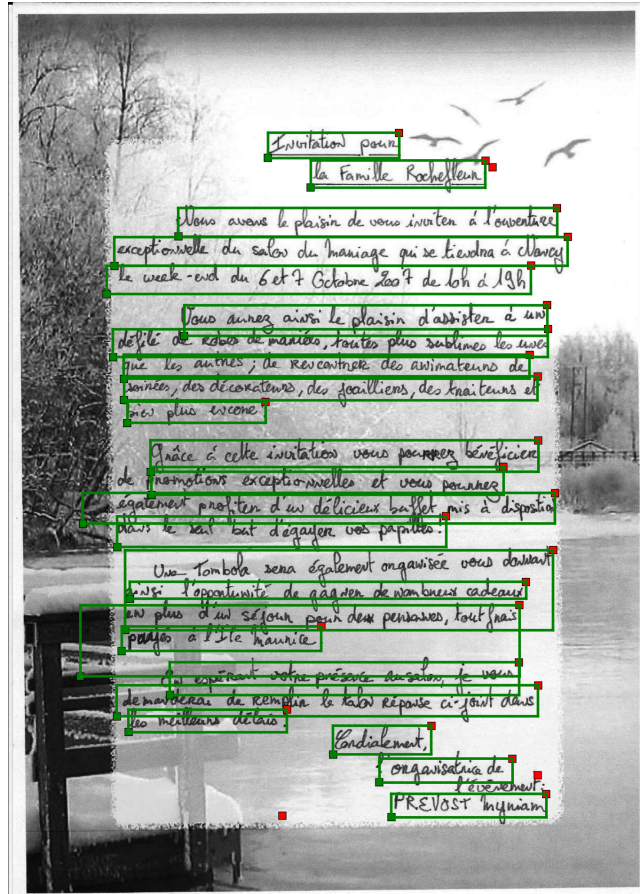 Invitation pour
la Famille Rochefleur
Nous avons le plaisir de vous inviter à l'ouverture
exceptionnelle du salon du mariage qui se tiendra à Nancy
le week-end du 6 et 7 Octobre 2007 de 10h à 19h
Vous aurez ainsi le plaisir d'assister à un
défilé de robes de mariées, toutes plus sublimes les unes
que les autres ; de rencontrer des animateurs de
soirées, des décorateurs, des joailliers, des traiteurs et
bien plus encore
Grâce à cette invitation vous pourrez bénéficier
de promotions exceptionnelles et vous pourrez
également profiter d'un délicieux buffet mis à disposition
dans le seul but d'égayer vos papilles.
Une Tombola sera également organisée vous donnant
ainsi l'opportunité de gagner de nombreux cadeaux
en plus d'un séjour pour deux personnes, tout frais
payés à l'Ile Maurice
En espérant votre présence au salon, je vous
demanderai de remplir le talon réponse ci-joint dans
les meilleurs délais
Cordialement,
l'organisatrice de
l'évènement:
PREVOST Myriam